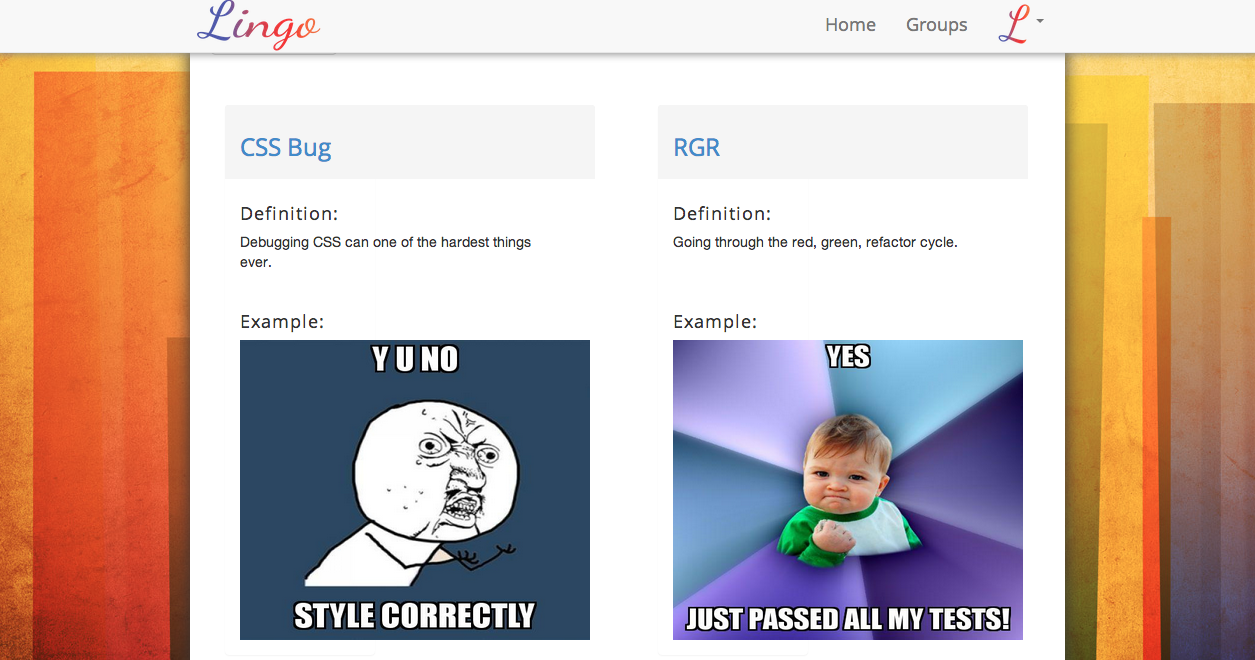 Lingo
Home
Groups
L
CSS Bug
Definition:
Debugging CSS can one of the hardest things
ever.
Example:
Y U NO
STYLE CORRECTLY
RGR
Definition:
Going through the red, green, refactor cycle.
Example:
YES
JUST PASSED ALL MY TESTS!